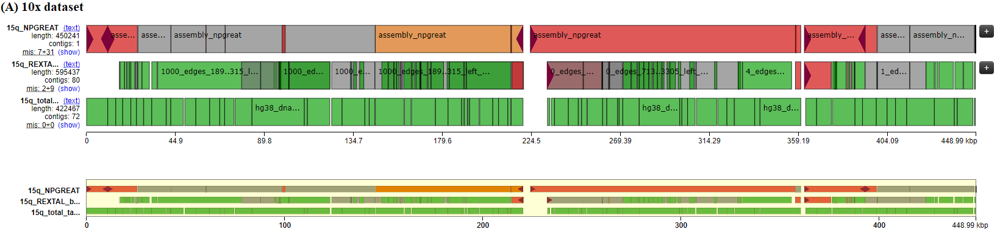 (A) 10x dataset
15q_NPGREAT (text)
length: 450241
contigs: 1
mis: 7+31 (show)
asse... asse... assembly_npgreat assembly_npgreat assembly_npgreat assembly_... asse... assembly_n...
+
15q_REXTA... (text)
length: 595437
contigs: 80
mis: 2+9 (show)
1000_edges_189..315_l... 1000_ed... 1000_e... 1000_edges_189..315_left_... 0_edges_... 0_edges_713..3305_left_... 4_edges... 1_ed...
+
15q_total... (text)
length: 422467
contigs: 72
mis: 0+0 (show)
hg38_dna... hg38_d... hg38_d...
0 44.9 89.8 134.7 179.6 224.5 269.39 314.29 359.19 404.09 448.99 kbp
15q_NPGREAT
15q_REXTAL_b...
15q_total_ta...
0 100 200 300 400 448.99 kbp